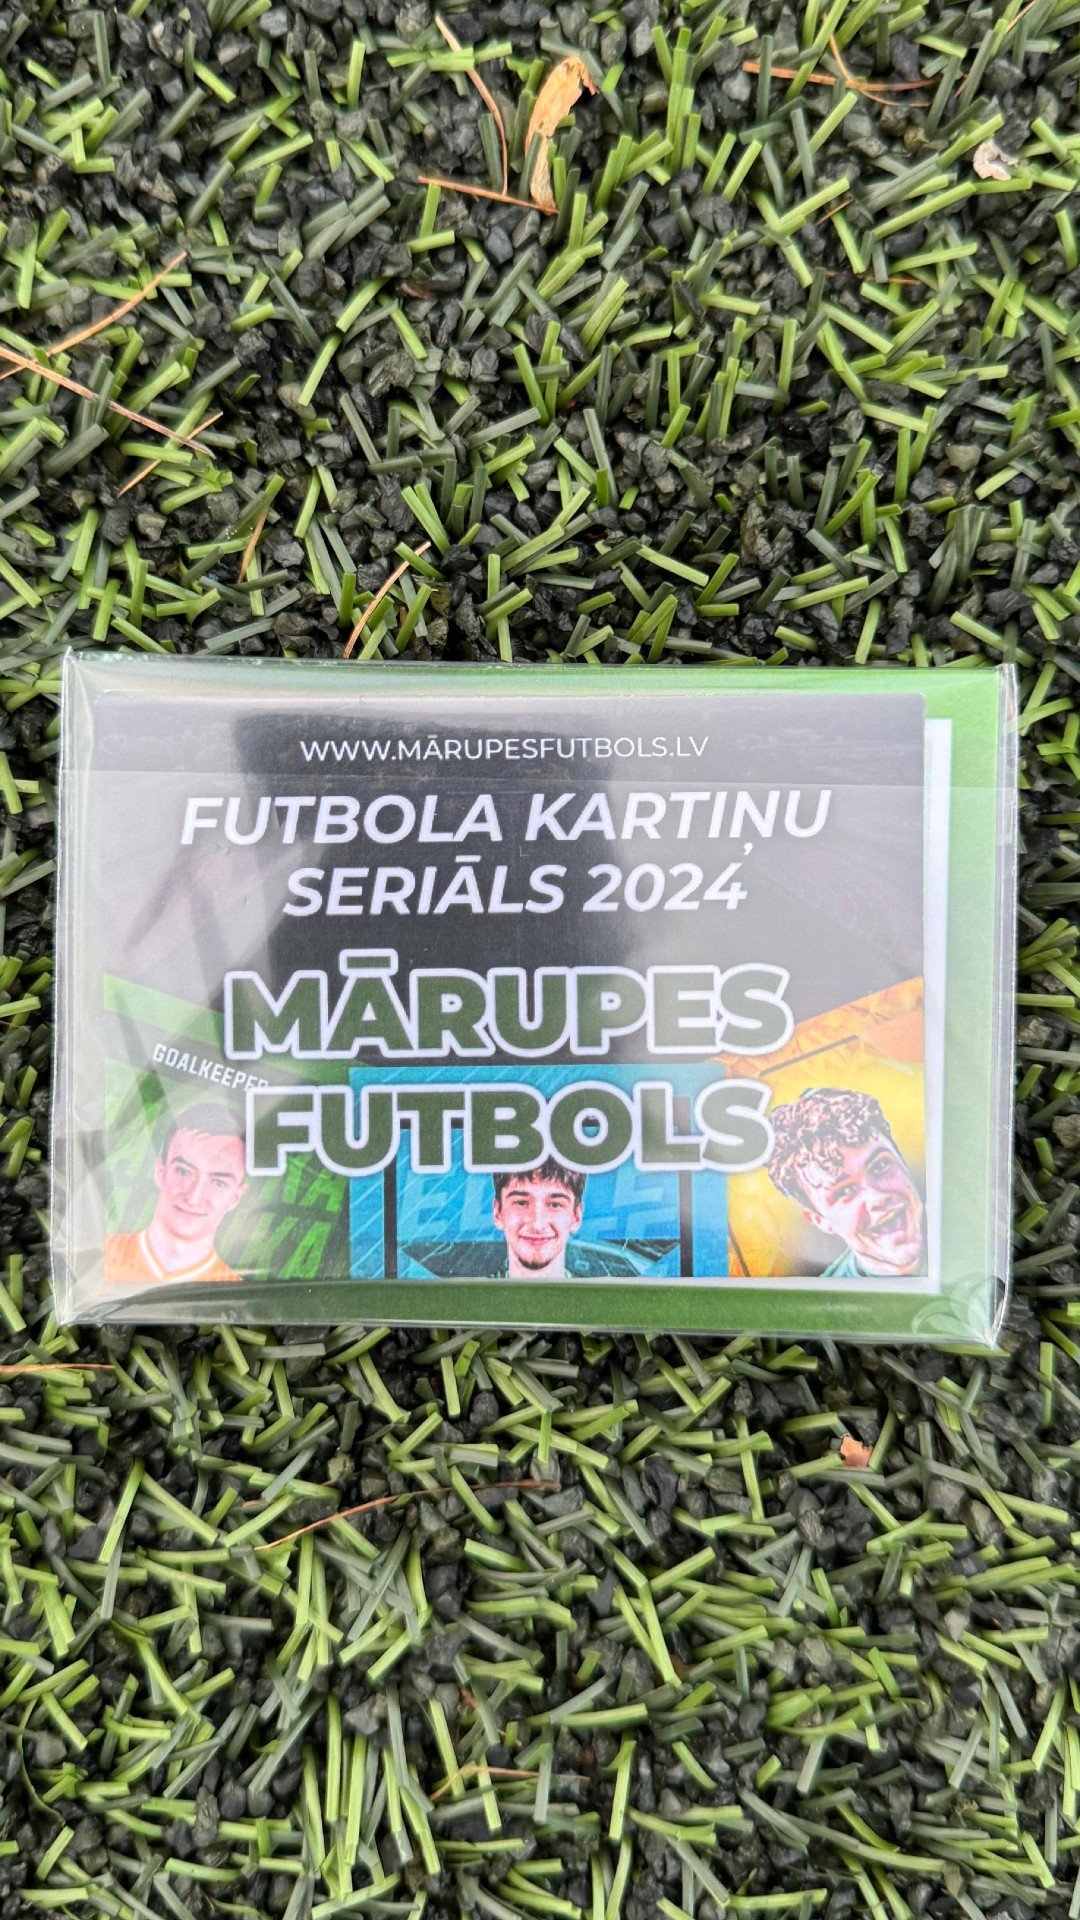 WWW.MĀRUPESFUTBOLS.LV
FUTBOLA KARTIŅU
SERIĀLS 2024
MĀRUPES
FUTBOLS
GOALKEEPER